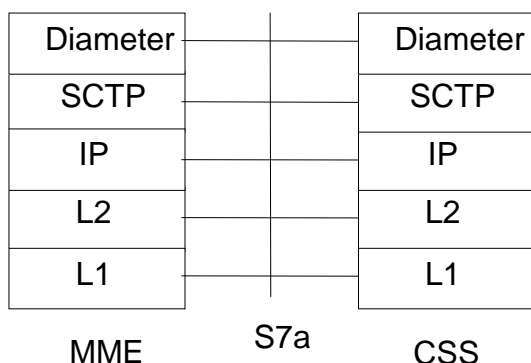 Diameter Diameter
SCTP SCTP
IP IP
L2 L2
L1 L1
MME S7a CSS